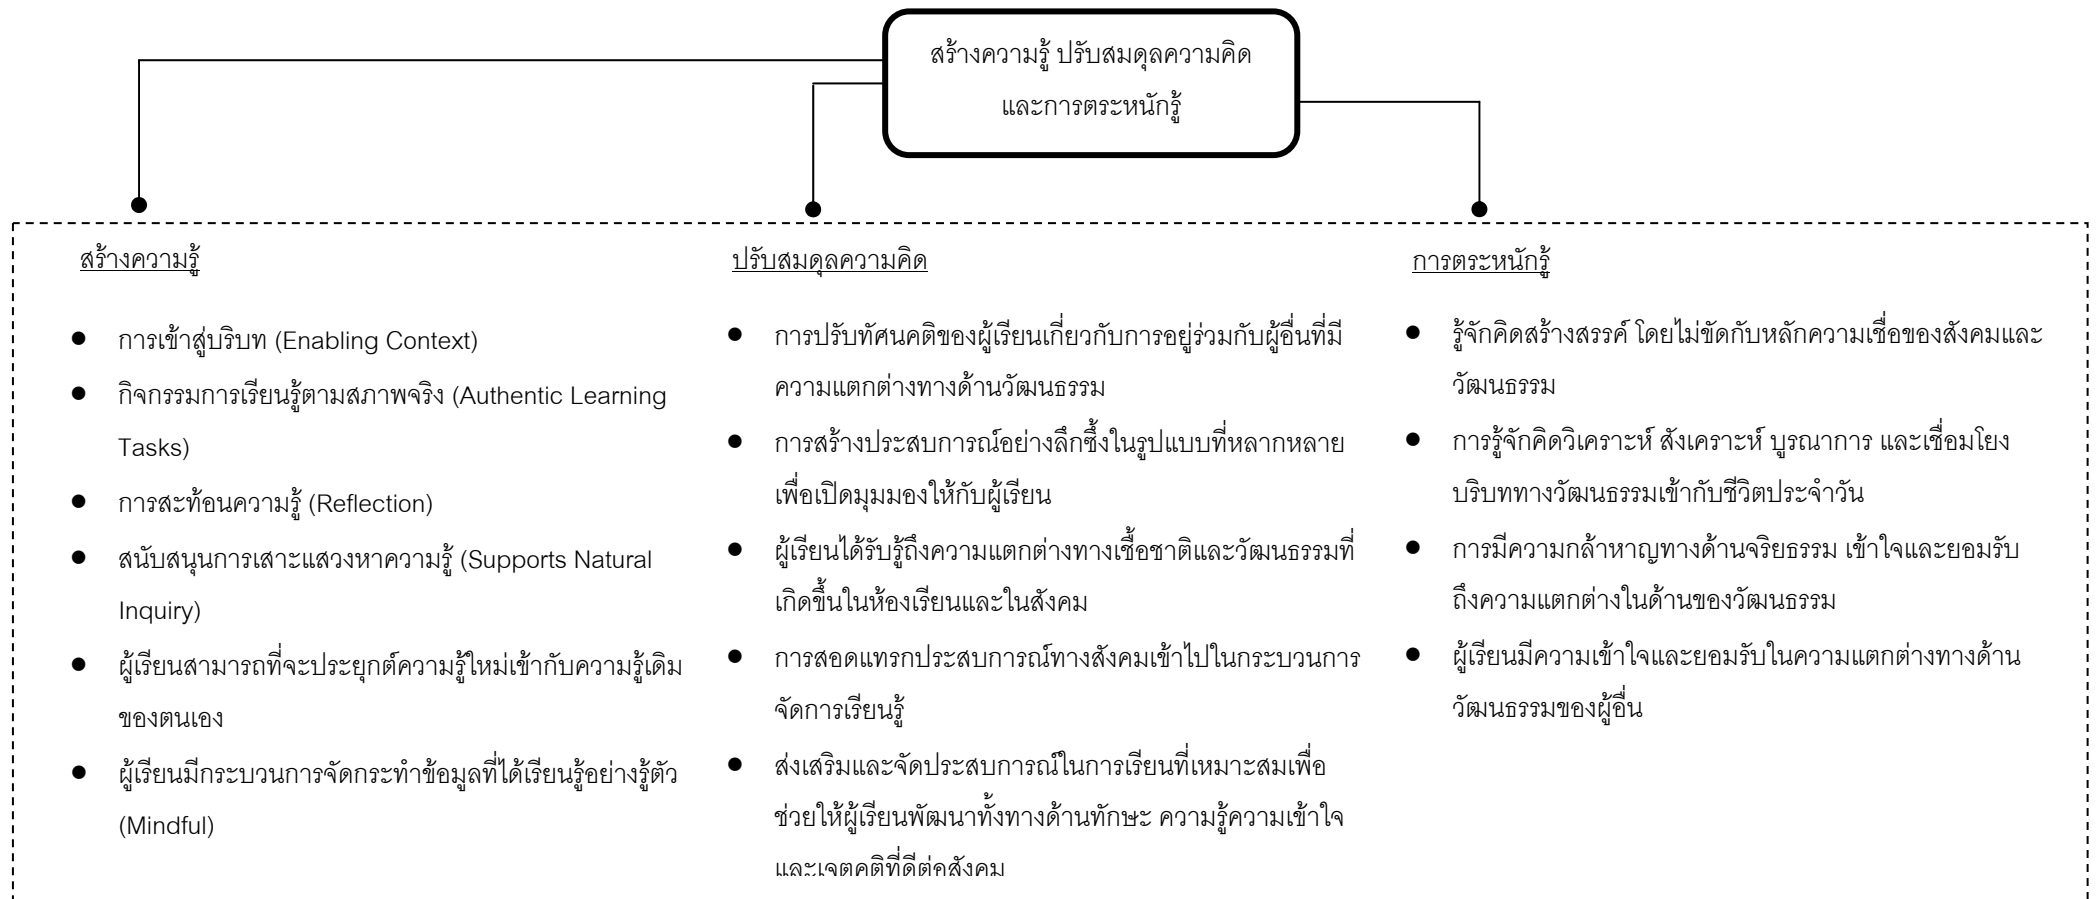 สร้างความรู้ ปรับสมดุลความคิด
และการตระหนักรู้
สร้างความรู้
● การเข้าสู่บริบท (Enabling Context)
● กิจกรรมการเรียนรู้ตามสภาพจริง (Authentic Learning
Tasks)
● การสะท้อนความรู้ (Reflection)
● สนับสนุนการเสาะแสวงหาความรู้ (Supports Natural
Inquiry)
● ผู้เรียนสามารถที่จะประยุกต์ความรู้ใหม่เข้ากับความรู้เดิม
ของตนเอง
● ผู้เรียนมีกระบวนการจัดกระทำข้อมูลที่ได้เรียนรู้อย่างรู้ตัว
(Mindful)
ปรับสมดุลความคิด
● การปรับทัศนคติของผู้เรียนเกี่ยวกับการอยู่ร่วมกับผู้อื่นที่มี
ความแตกต่างทางด้านวัฒนธรรม
● การสร้างประสบการณ์อย่างลึกซึ้งในรูปแบบที่หลากหลาย
เพื่อเปิดมุมมองให้กับผู้เรียน
● ผู้เรียนได้รับรู้ถึงความแตกต่างทางเชื้อชาติและวัฒนธรรมที่
เกิดขึ้นในห้องเรียนและในสังคม
● การสอดแทรกประสบการณ์ทางสังคมเข้าไปในกระบวนการ
จัดการเรียนรู้
● ส่งเสริมและจัดประสบการณ์ในการเรียนที่เหมาะสมเพื่อ
ช่วยให้ผู้เรียนพัฒนาทั้งทางด้านทักษะ ความรู้ความเข้าใจ
และเจตคติที่ดีต่อสังคม
การตระหนักรู้
● รู้จักคิดสร้างสรรค์ โดยไม่ขัดกับหลักความเชื่อของสังคมและ
วัฒนธรรม
● การรู้จักคิดวิเคราะห์ สังเคราะห์ บูรณาการ และเชื่อมโยง
บริบททางวัฒนธรรมเข้ากับชีวิตประจำวัน
● การมีความกล้าหาญทางด้านจริยธรรม เข้าใจและยอมรับ
ถึงความแตกต่างในด้านของวัฒนธรรม
● ผู้เรียนมีความเข้าใจและยอมรับในความแตกต่างทางด้าน
วัฒนธรรมของผู้อื่น